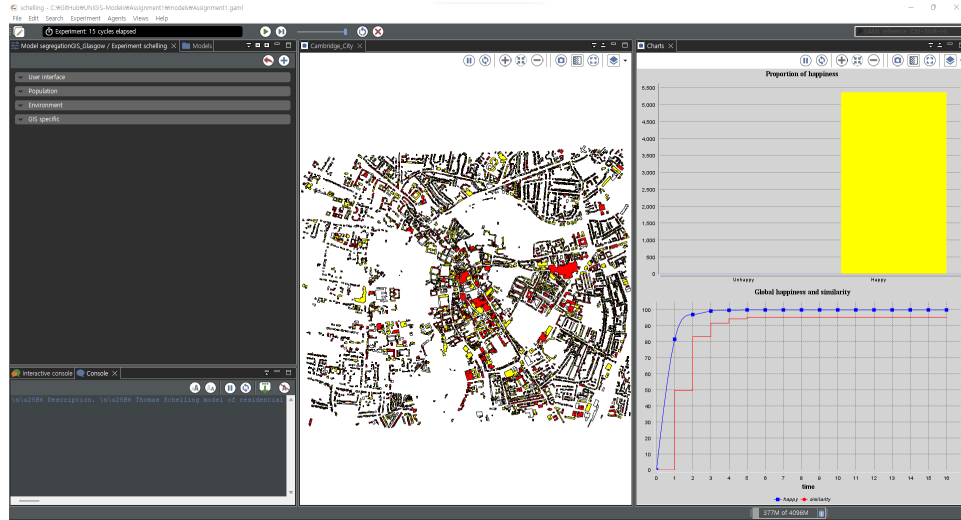 schelling - C:₩GitHub₩UNIGIS-Models₩Assignment1₩models₩Assignment1.gaml
File Edit Search Experiment Agents Views Help
Experiment: 15 cycles elapsed
Model segregationGIS_Glasgow / Experiment schelling
Models
User interface
Population
Environment
GIS specific
Interactive console
Console
\n\u25B6 Description. \n\u25B6 Thomas Schelling model of residential
Cambridge_City
Charts
Proportion of happiness
5,500
5,000
4,500
4,000
3,500
3,000
2,500
2,000
1,500
1,000
500
0
Unhappy Happy
Global happiness and similarity
100
90
80
70
60
50
40
30
20
10
0
0 1 2 3 4 5 6 7 8 9 10 11 12 13 14 15 16
time
happy similarity
377M of 4096M